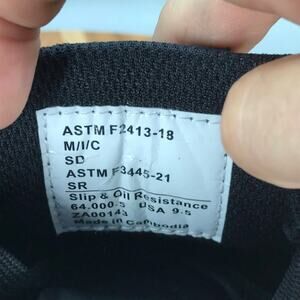 ASTM F2413-18
M/I/C
SD
ASTM F3445-21
SR
Slip & Oil Resistance
64.000-3 USA 9.5
ZA00143
Made in Cambodia